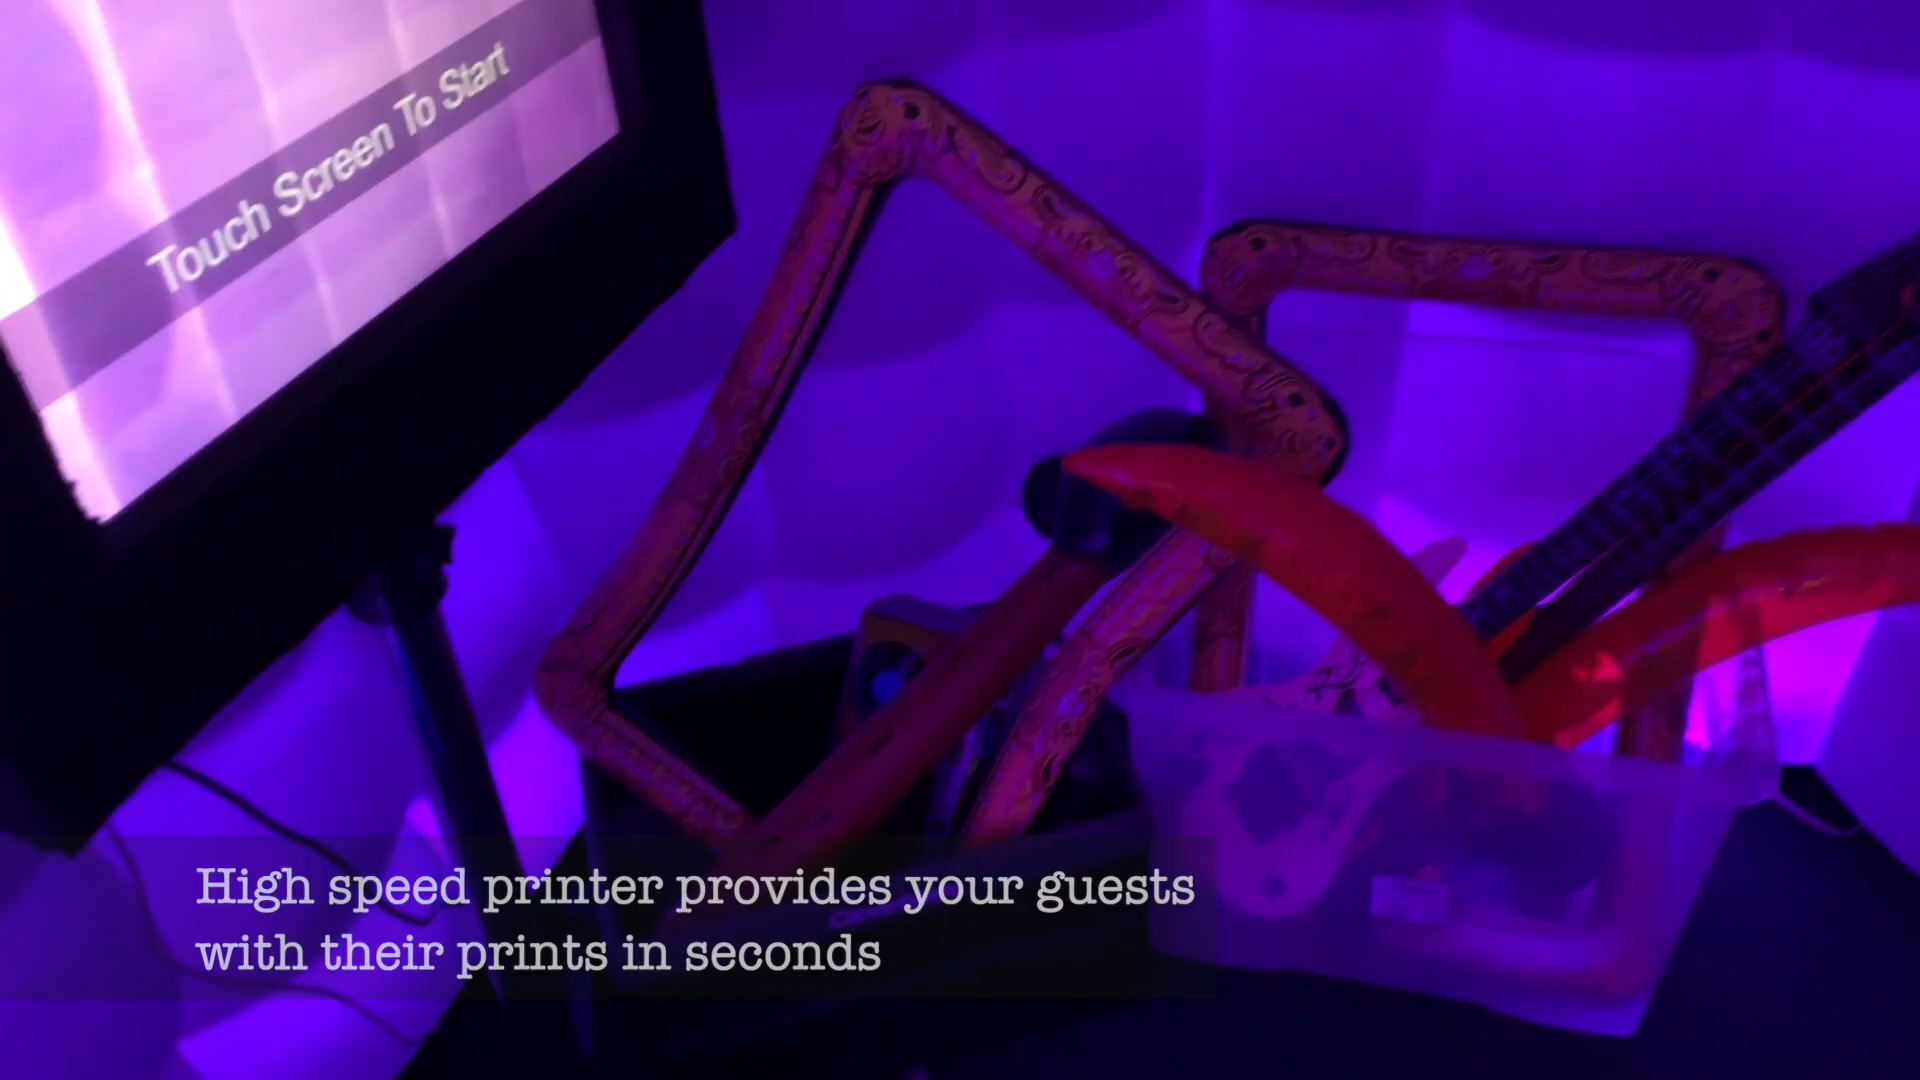 Touch Screen To Start
High speed printer provides your guests
with their prints in seconds